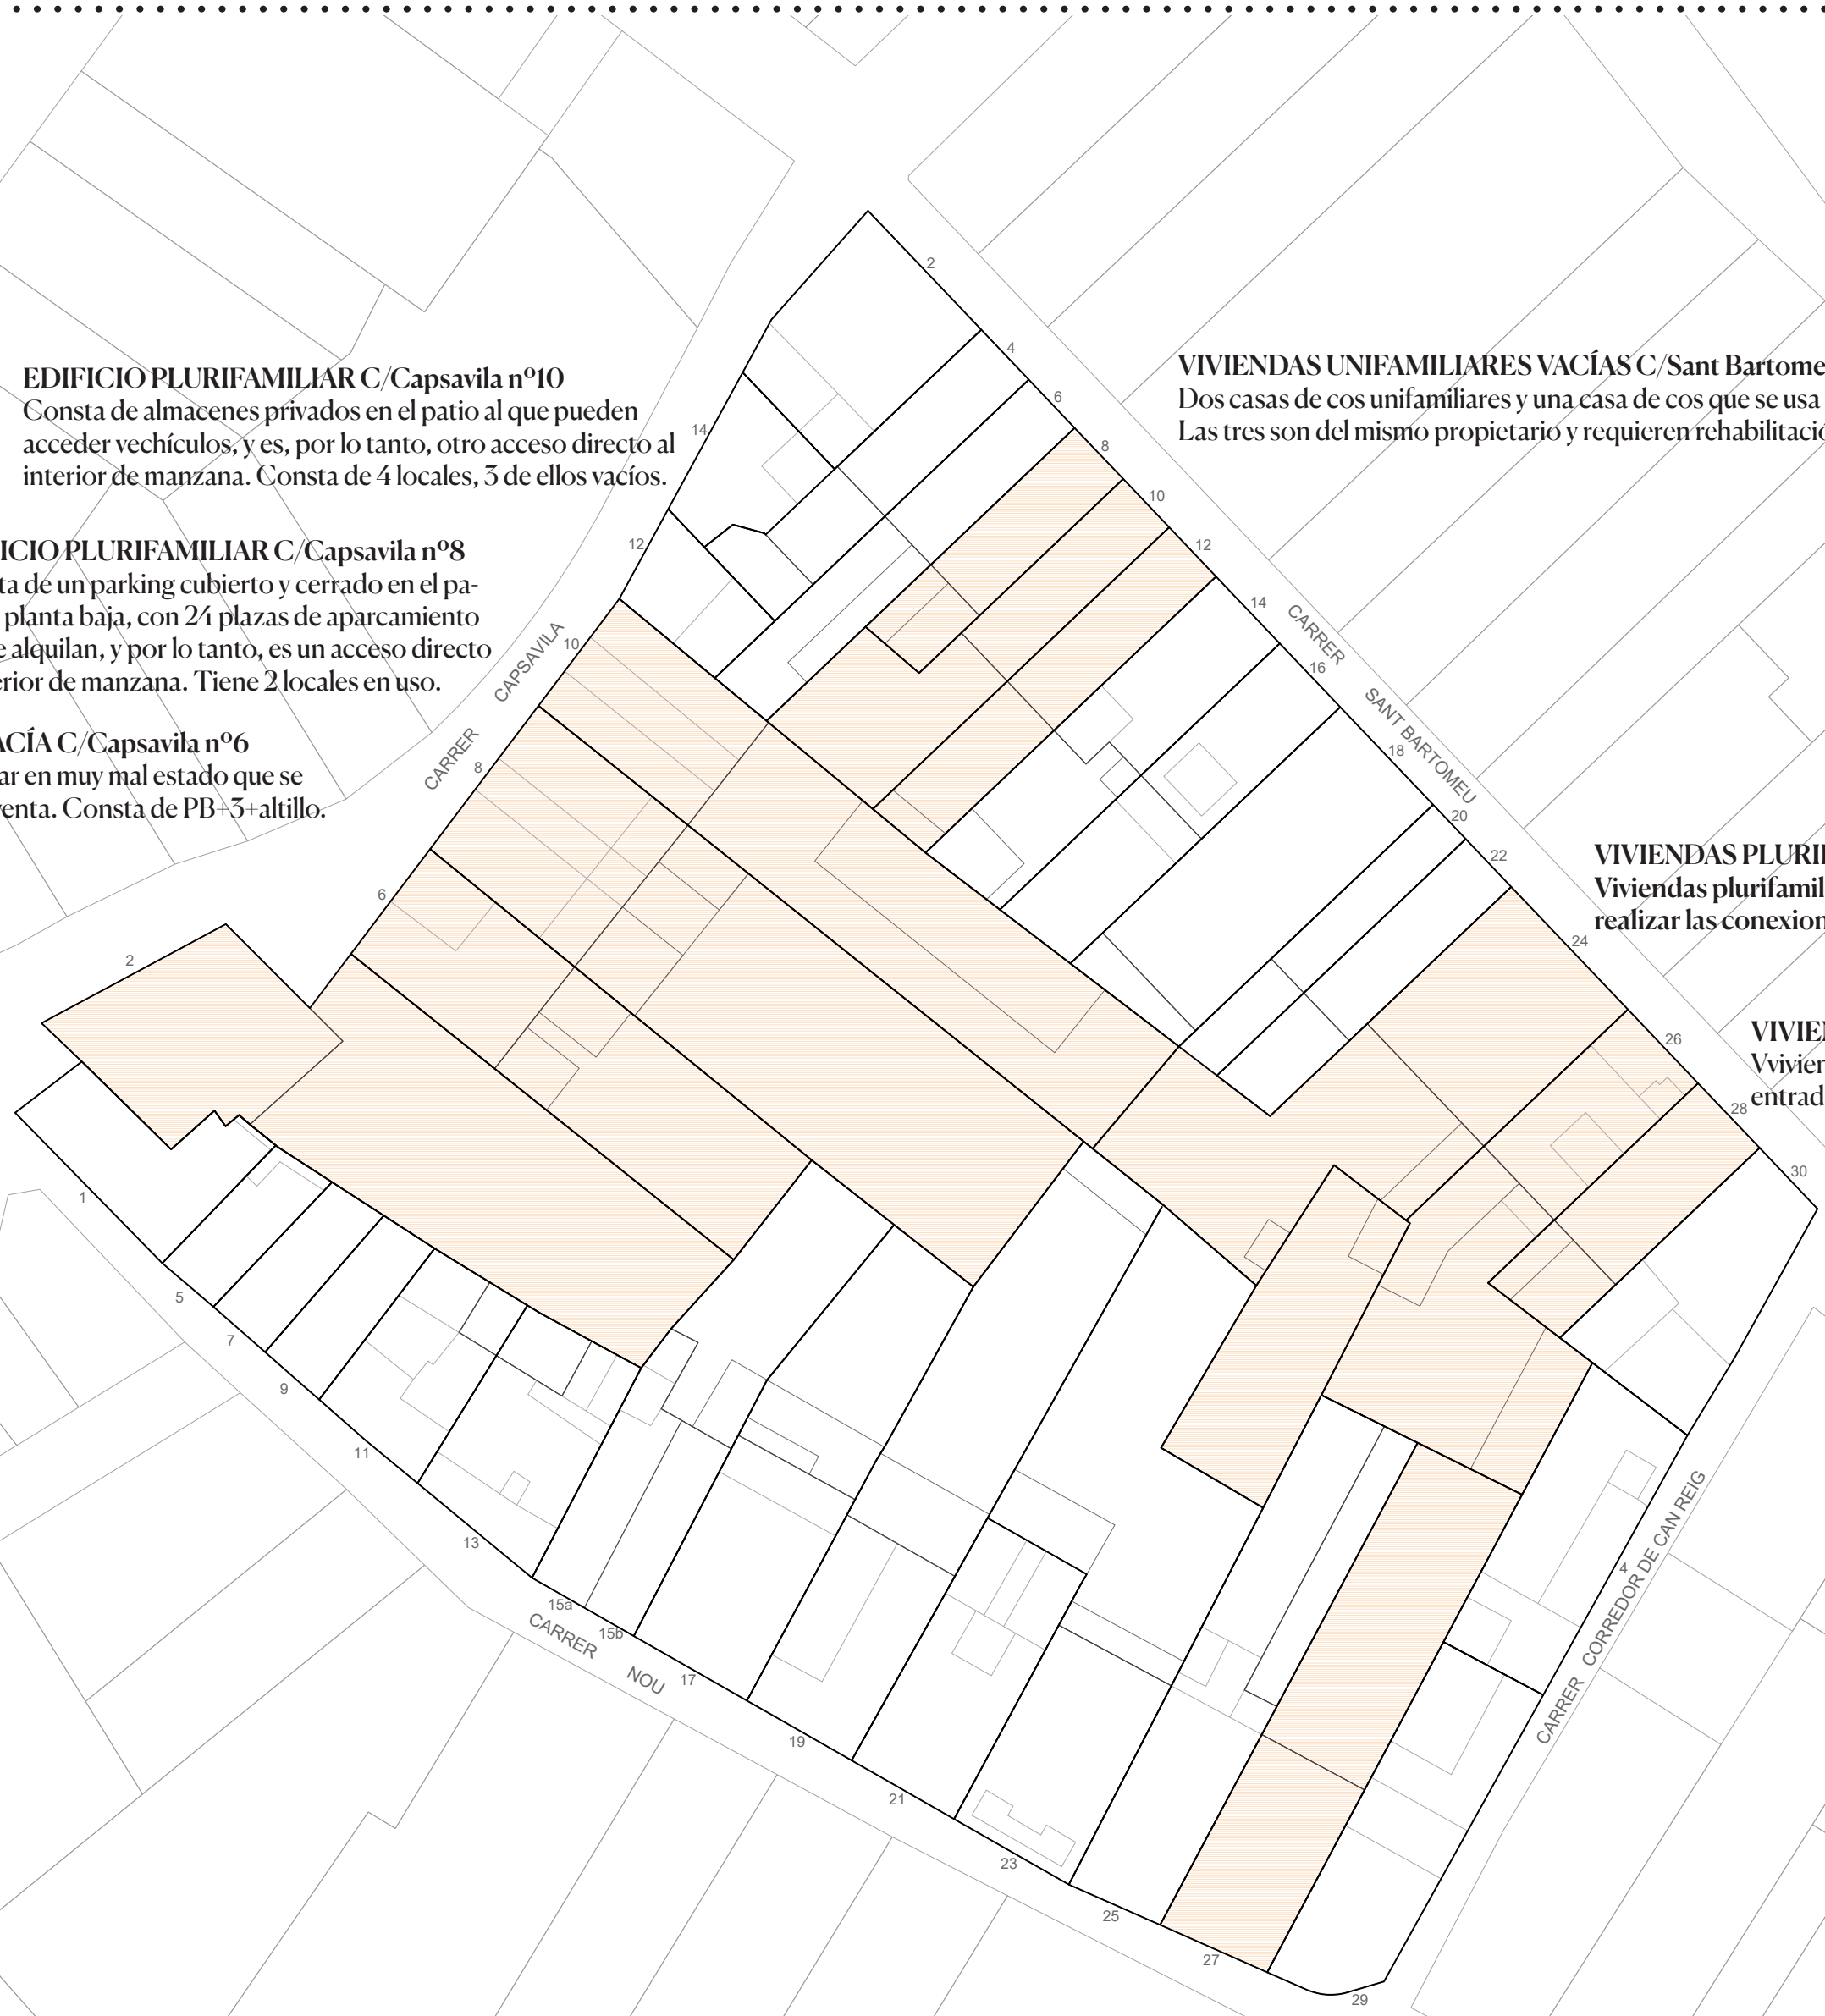 EDIFICIO PLURIFAMILIAR C/Capsavila nº10
Consta de almacenes privados en el patio al que pueden
acceder vechículos, y es, por lo tanto, otro acceso directo al
interior de manzana. Consta de 4 locales, 3 de ellos vacíos.
ICIO PLURIFAMILIAR C/Capsavila nº8
ta de un parking cubierto y cerrado en el pa-
planta baja, con 24 plazas de aparcamiento
e alquilan, y por lo tanto, es un acceso directo
erior de manzana. Tiene 2 locales en uso.
ACÍA C/Capsavila nº6
ar en muy mal estado que se
venta. Consta de PB+3+altillo.
VIVIENDAS UNIFAMILIARES VACÍAS C/Sant Bartome
Dos casas de cos unifamiliares y una casa de cos que se usa
Las tres son del mismo propietario y requieren rehabilitació
VIVIENDAS PLURI
Viviendas plurifamil
realizar las conexion
VIVIE
Vvivien
entrad
2
4
6
8
10
12
14
16
18
20
22
24
26
28
30
CARRER SANT BARTOMEU
14
12
10
8
6
2
CARRER CAPSAVILA
1
5
7
9
11
13
15a
15b
17
19
21
23
25
27
29
CARRER NOU
4
CARRER CORREDOR DE CAN REIG